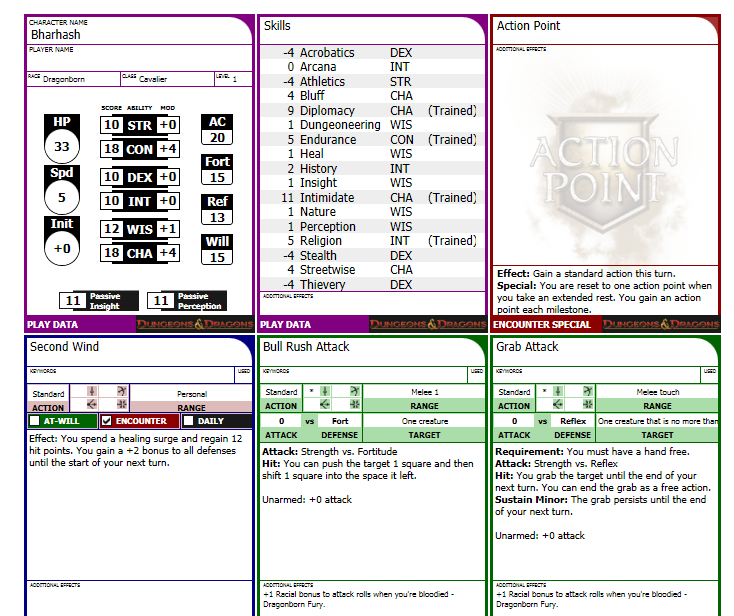 CHARACTER NAME
Bharhash
PLAYER NAME
RACE Dragonborn CLASS Cavalier LEVEL 1
SCORE ABILITY MOD
HP
33
Spd
5
Init
+0
10 STR +0
18 CON +4
10 DEX +0
10 INT +0
12 WIS +1
18 CHA +4
AC
20
Fort
15
Ref
13
Will
15
11 Passive Insight
11 Passive Perception
PLAY DATA DUNGEONS & DRAGONS
Skills
-4 Acrobatics DEX
0 Arcana INT
-4 Athletics STR
4 Bluff CHA
9 Diplomacy CHA (Trained)
1 Dungeoneering WIS
5 Endurance CON (Trained)
1 Heal WIS
2 History INT
1 Insight WIS
11 Intimidate CHA (Trained)
1 Nature WIS
1 Perception WIS
5 Religion INT (Trained)
-4 Stealth DEX
4 Streetwise CHA
-4 Thievery DEX
ADDITIONAL EFFECTS
PLAY DATA DUNGEONS & DRAGONS
Action Point
ADDITIONAL EFFECTS
ACTION
POINT
Effect: Gain a standard action this turn.
Special: You are reset to one action point when
you take an extended rest. You gain an action
point each milestone.
ENCOUNTER SPECIAL DUNGEONS & DRAGONS
Second Wind
KEYWORDS USED
Standard Personal
ACTION RANGE
AT-WILL ENCOUNTER DAILY
Effect: You spend a healing surge and regain 12
hit points. You gain a +2 bonus to all defenses
until the start of your next turn.
ADDITIONAL EFFECTS
Bull Rush Attack
KEYWORDS USED
Standard * Melee 1
ACTION RANGE
0 vs Fort One creature
ATTACK DEFENSE TARGET
Attack: Strength vs. Fortitude
Hit: You can push the target 1 square and then
shift 1 square into the space it left.
Unarmed: +0 attack
ADDITIONAL EFFECTS
+1 Racial bonus to attack rolls when you're bloodied -
Dragonborn Fury.
Grab Attack
KEYWORDS USED
Standard * Melee touch
ACTION RANGE
0 vs Reflex One creature that is no more than
ATTACK DEFENSE TARGET
Requirement: You must have a hand free.
Attack: Strength vs. Reflex
Hit: You grab the target until the end of your
next turn. You can end the grab as a free action.
Sustain Minor: The grab persists until the end
of your next turn.
Unarmed: +0 attack
ADDITIONAL EFFECTS
+1 Racial bonus to attack rolls when you're bloodied -
Dragonborn Fury.